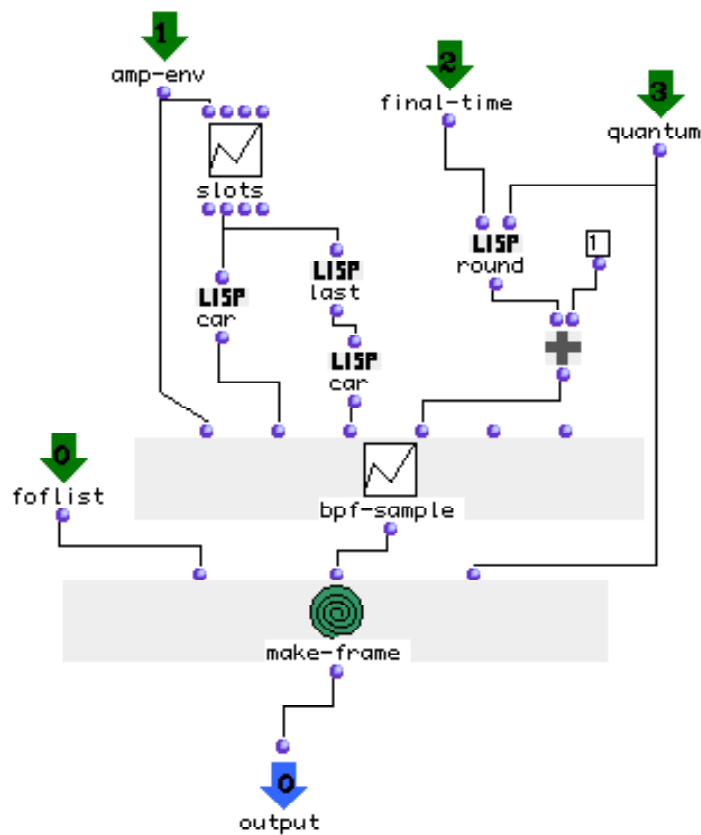 1
amp-env
2
final-time
3
quantum
slots
LISP
round
1
LISP
last
LISP
car
LISP
car
0
foflist
bpf-sample
make-frame
0
output